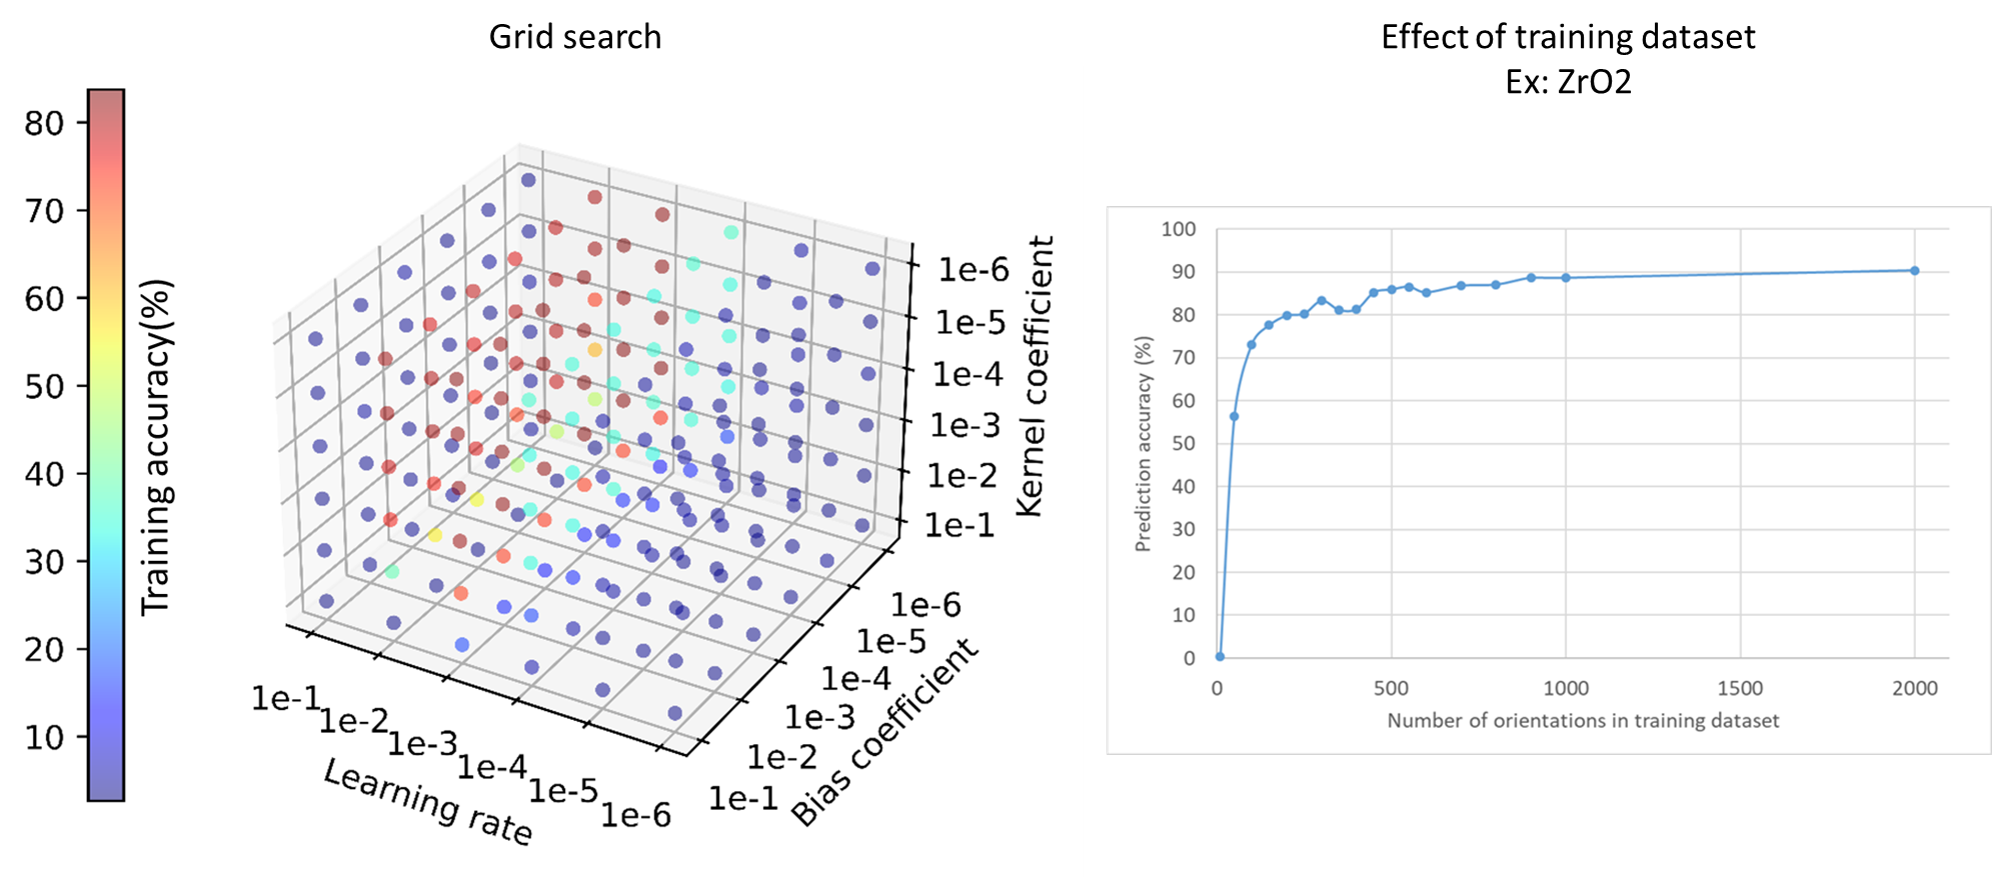 Grid search
80
70
60
50
40
30
20
10
Training accuracy(%)
1e-6
1e-5
1e-4
1e-3
1e-2
1e-1
Kernel coefficient
1e-6
1e-5
1e-4
1e-3
1e-2
1e-1
Bias coefficient
1e-1
1e-2
1e-3
1e-4
1e-5
1e-6
Learning rate
Effect of training dataset
Ex: ZrO2
100
90
80
70
60
50
40
30
20
10
0
Prediction accuracy (%)
0 500 1000 1500 2000
Number of orientations in training dataset